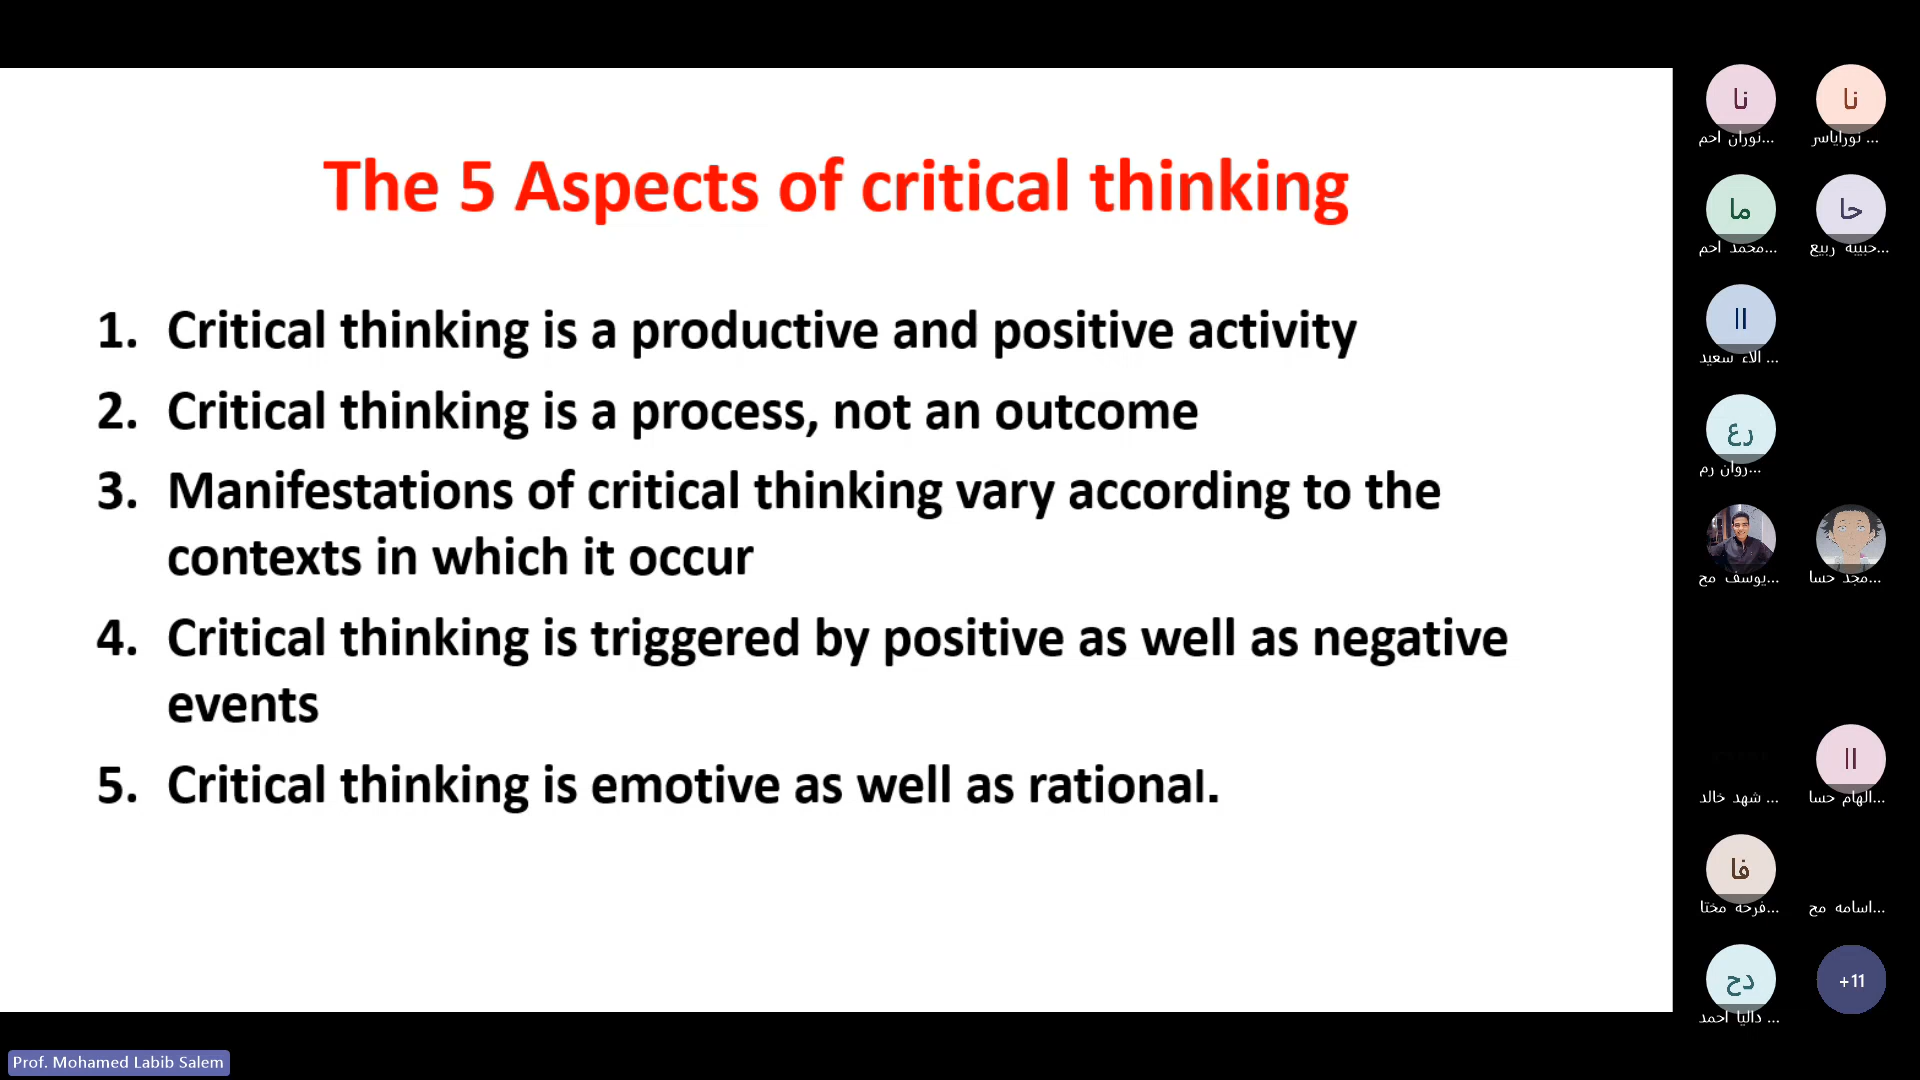 The 5 Aspects of critical thinking
1. Critical thinking is a productive and positive activity
2. Critical thinking is a process, not an outcome
3. Manifestations of critical thinking vary according to the
contexts in which it occur
4. Critical thinking is triggered by positive as well as negative
events
5. Critical thinking is emotive as well as rational.
نا
نا
نوران احم...
نوراياسر ...
ما
حا
محمد احم...
حبيبه ربيع...
اا
الاء سعيد ...
رع
روان رم...
يوسف مح...
مجد حسا...
اا
شهد خالد ...
الهام حسا...
فا
فرحه مختا...
اسامه مح...
دح
+11
داليا احمد ...
Prof. Mohamed Labib Salem